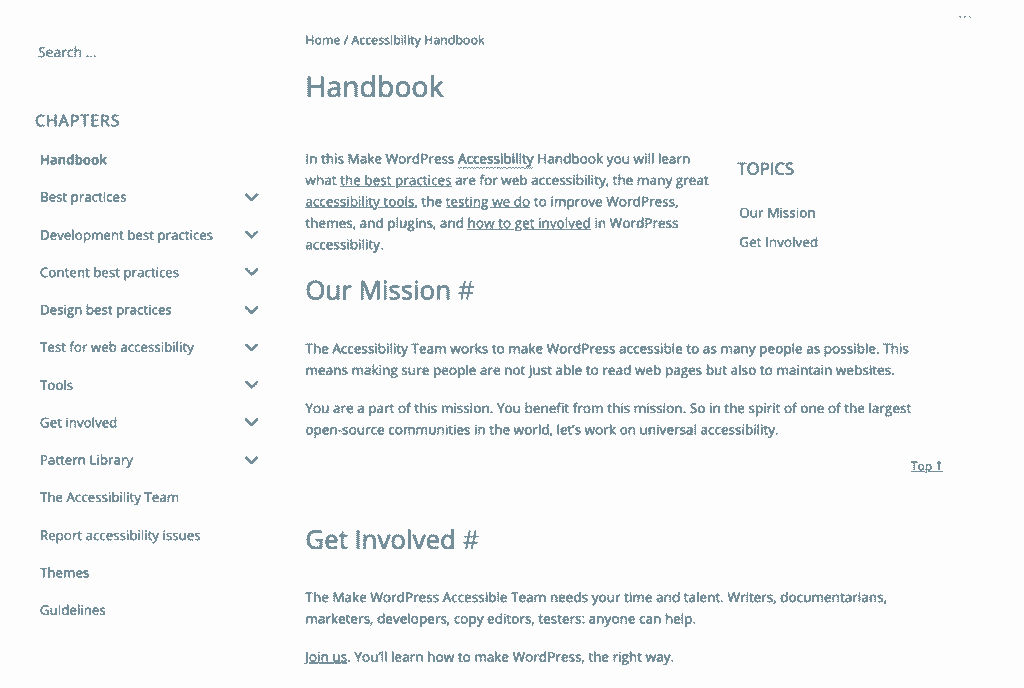 Search ...
CHAPTERS
Handbook
Best practices
Development best practices
Content best practices
Design best practices
Test for web accessibility
Tools
Get involved
Pattern Library
The Accessibility Team
Report accessibility issues
Themes
Guidelines
Home / Accessibility Handbook
Handbook
In this Make WordPress Accessibility Handbook you will learn
what the best practices are for web accessibility, the many great
accessibility tools, the testing we do to improve WordPress,
themes, and plugins, and how to get involved in WordPress
accessibility.
TOPICS
Our Mission
Get Involved
Our Mission #
The Accessibility Team works to make WordPress accessible to as many people as possible. This
means making sure people are not just able to read web pages but also to maintain websites.
You are a part of this mission. You benefit from this mission. So in the spirit of one of the largest
open-source communities in the world, let's work on universal accessibility.
Top ↑
Get Involved #
The Make WordPress Accessible Team needs your time and talent. Writers, documentarians,
marketers, developers, copy editors, testers: anyone can help.
Join us. You'll learn how to make WordPress, the right way.